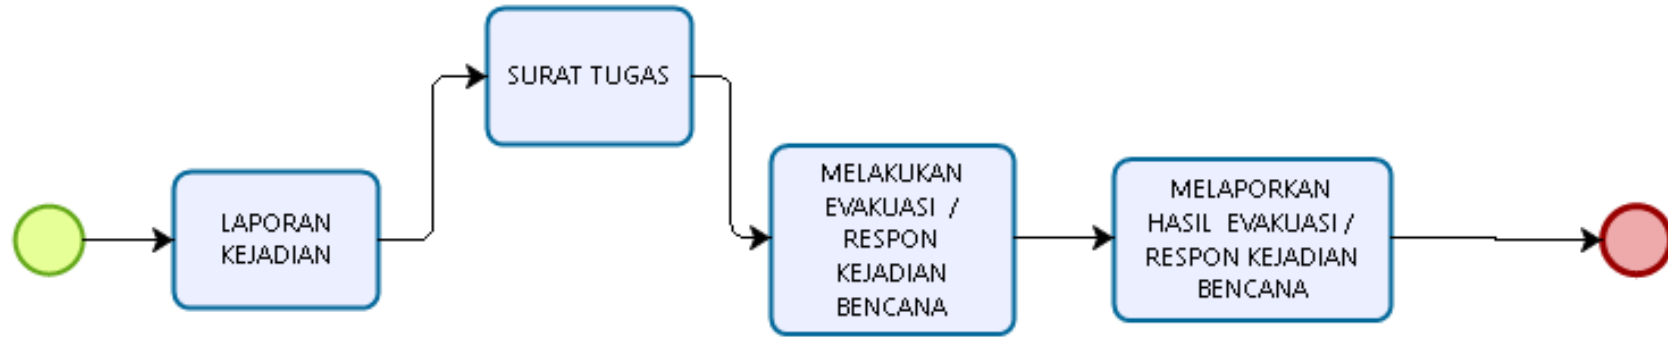 LAPORAN
KEJADIAN
SURAT TUGAS
MELAKUKAN
EVAKUASI /
RESPON
KEJADIAN
BENCANA
MELAPORKAN
HASIL EVAKUASI /
RESPON KEJADIAN
BENCANA